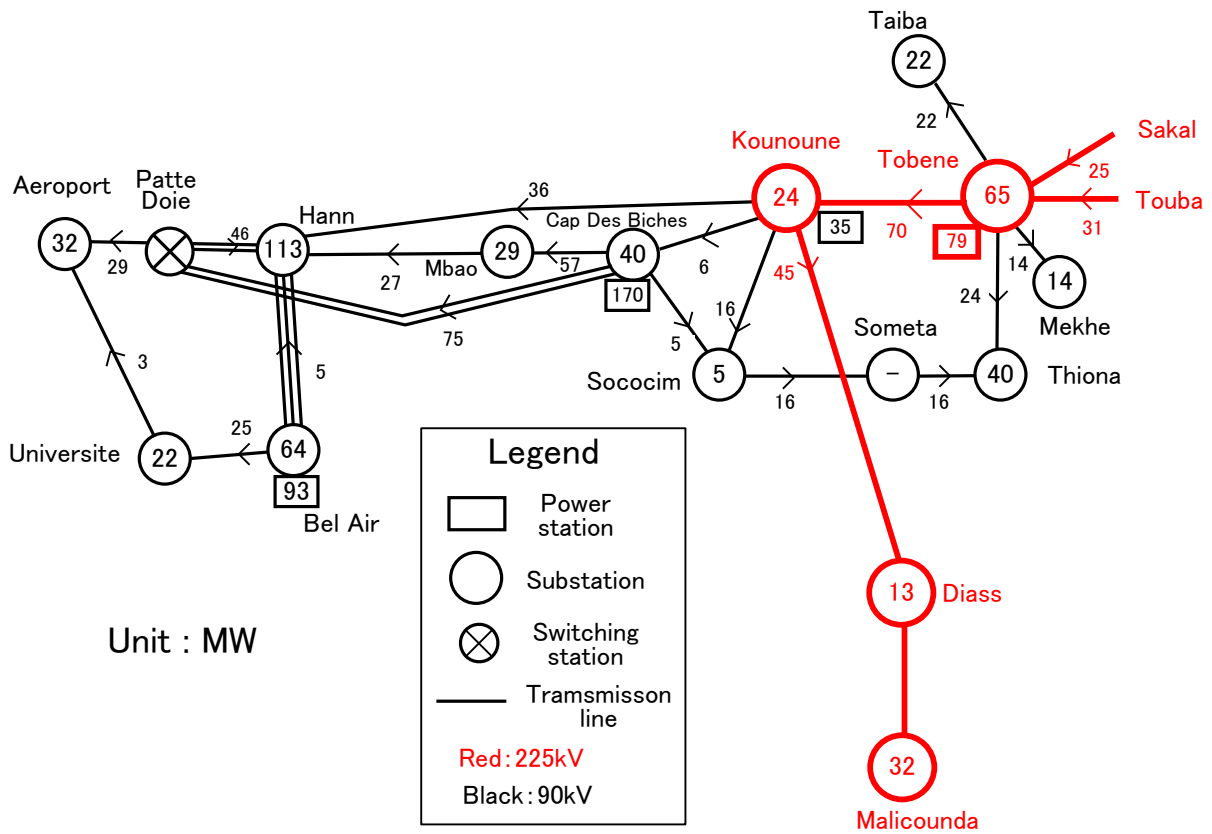 Taiba
22
22
Sakal
Kounoune
Tobene
25
Aeroport
Patte
Doie
Hann
36
Cap Des Biches
24
65
Touba
32
46
113
29
40
35
70
79
31
29
Mbao
57
6
27
45
14
14
170
Mekhe
75
16
24
Someta
3
5
5
Sococim
5
-
40
Thiona
16
16
25
Universite
22
64
93
Bel Air
Legend
Power
station
Substation
Switching
station
Tramsmisson
line
Red:225kV
Black:90kV
Unit : MW
13
Diass
32
Malicounda